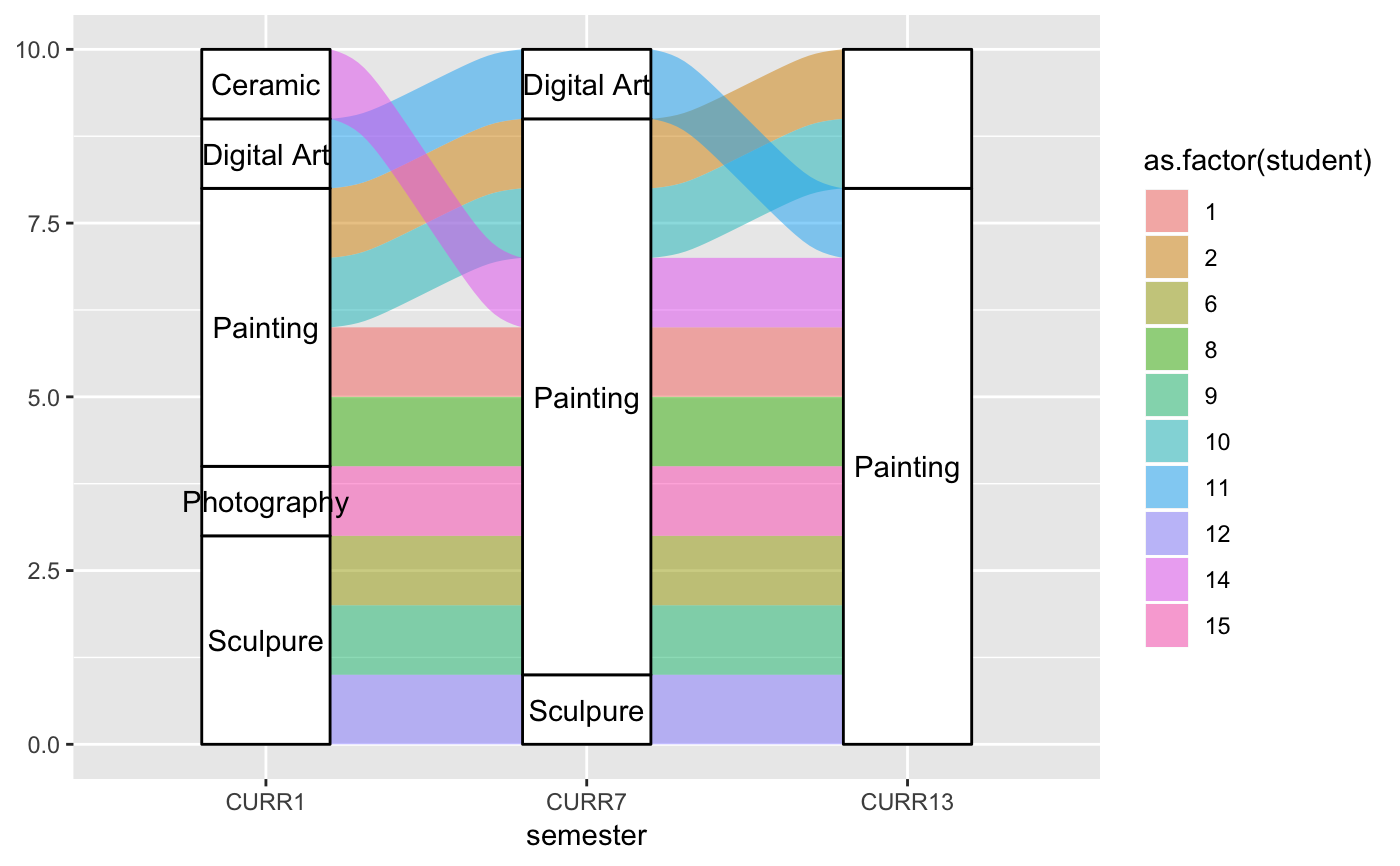 10.0
7.5
5.0
2.5
0.0
Ceramic
Digital Art
Painting
Photography
Sculpure
Digital Art
Painting
Sculpure
Painting
CURR1
CURR7
CURR13
semester
as.factor(student)
1
2
6
8
9
10
11
12
14
15